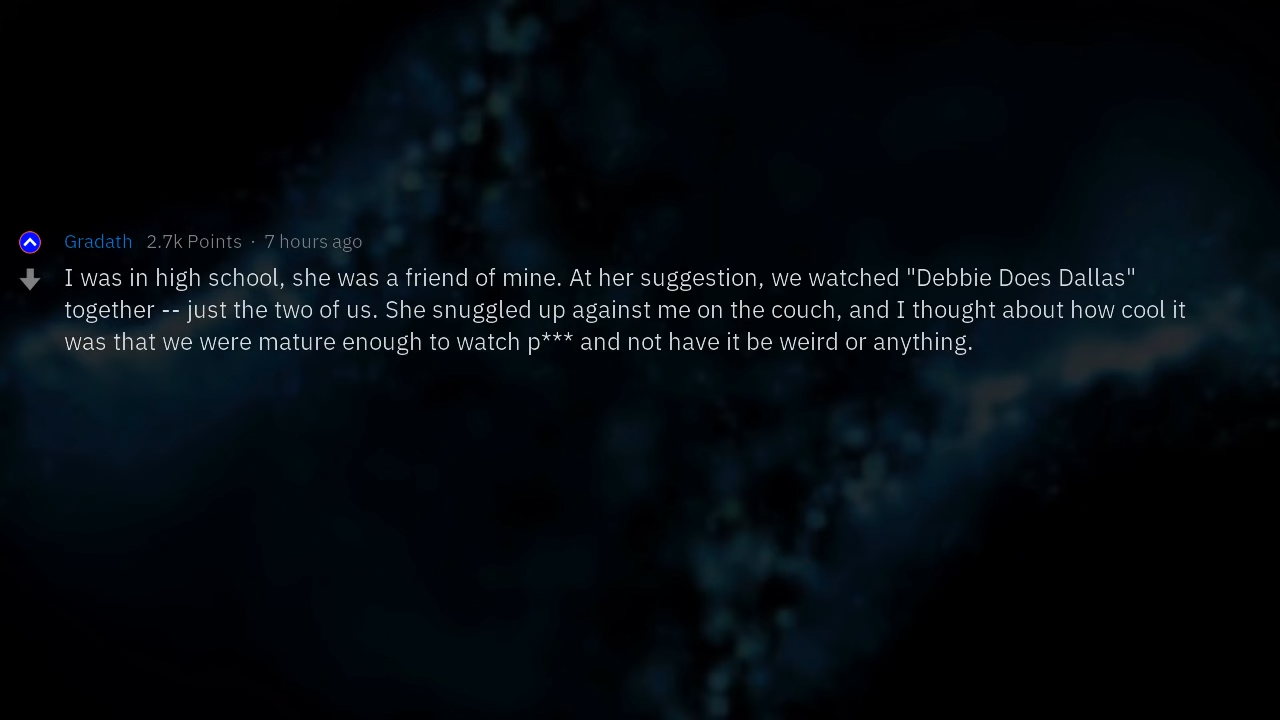 Gradath 2.7k Points · 7 hours ago
I was in high school, she was a friend of mine. At her suggestion, we watched "Debbie Does Dallas"
together -- just the two of us. She snuggled up against me on the couch, and I thought about how cool it
was that we were mature enough to watch p*** and not have it be weird or anything.